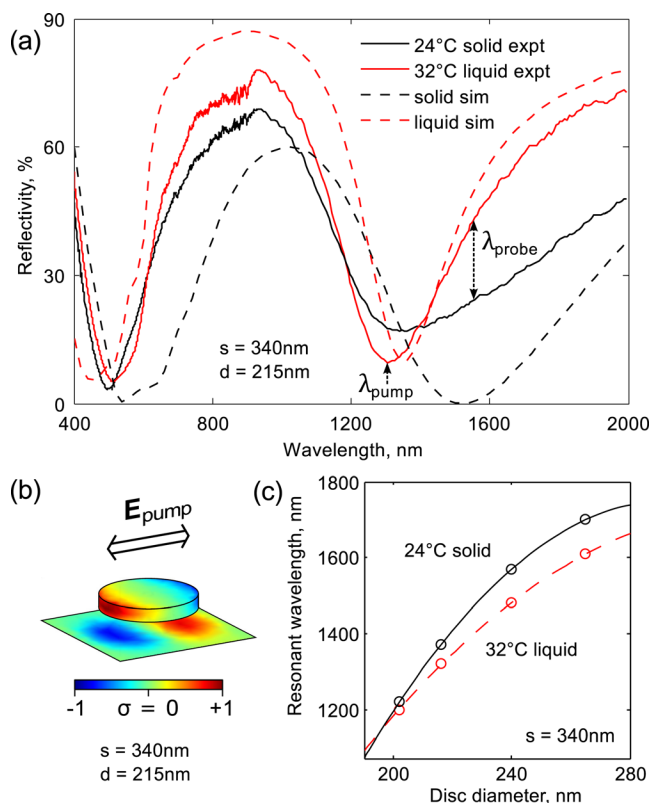 (a)
90
60
30
0
Reflectivity, %
24°C solid expt
32°C liquid expt
solid sim
liquid sim
λprobe
λpump
s = 340nm
d = 215nm
400 800 1200 1600 2000
Wavelength, nm
(b)
Epump
-1 σ = 0 +1
s = 340nm
d = 215nm
(c)
1800
1600
1400
1200
Resonant wavelength, nm
24°C solid
32°C liquid
s = 340nm
200 240 280
Disc diameter, nm